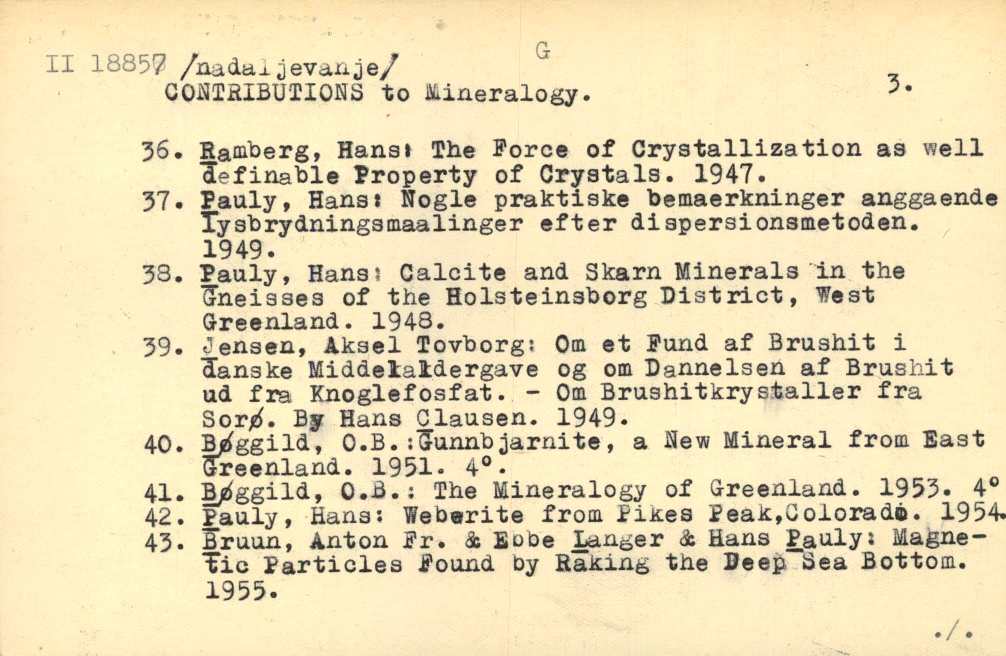 G
II 18857 /nadaljevanje/
CONTRIBUTIONS to Mineralogy.
3.
36. Ramberg, Hans: The Force of Crystallization as well
definable Property of Crystals. 1947.
37. Pauly, Hans: Nogle praktiske bemaerkninger anggaende
lysbrydningsmaalinger efter dispersionsmetoden.
1949.
38. Pauly, Hans: Calcite and Skarn Minerals in the
Gneisses of the Holsteinsborg District, West
Greenland. 1948.
39. Jensen, Aksel Tovborg: Om et Fund af Brushit i
danske Middelaldergave og om Dannelsen af Brushit
ud fra Knoglefosfat. - Om Brushitkrystaller fra
Sorø. By Hans Clausen. 1949.
40. Bøggild, O.B.:Gunnbjarnite, a New Mineral from East
Greenland. 1951. 4°.
41. Bøggild, O.B.: The Mineralogy of Greenland. 1953. 4°
42. Pauly, Hans: Weberite from Pikes Peak,Colorado. 1954.
43. Bruun, Anton Fr. & Ebbe Langer & Hans Pauly: Magne-
tic Particles Found by Raking the Deep Sea Bottom.
1955.
./.